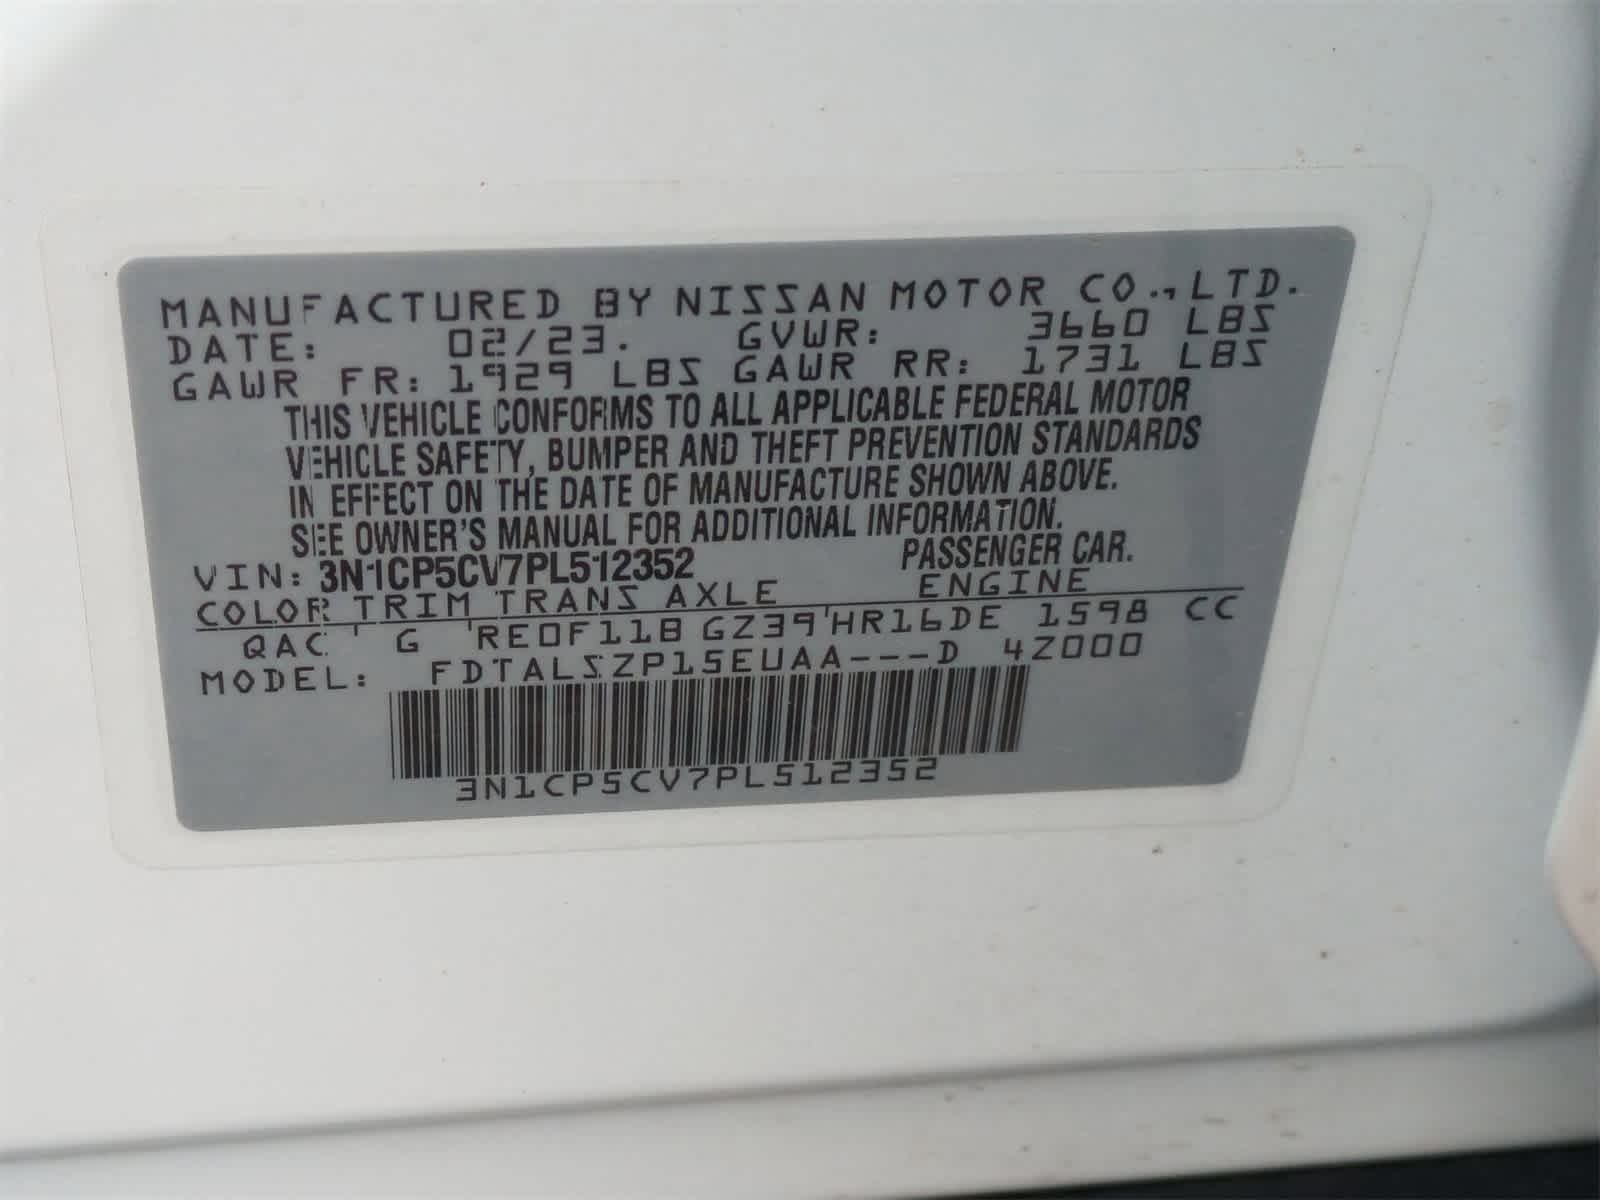 MANUFACTURED BY NISSAN MOTOR CO., LTD.
DATE: 02/23. GVWR: 3660 LBS
GAWR FR: 1929 LBS GAWR RR: 1731 LBS
THIS VEHICLE CONFORMS TO ALL APPLICABLE FEDERAL MOTOR
VEHICLE SAFETY, BUMPER AND THEFT PREVENTION STANDARDS
IN EFFECT ON THE DATE OF MANUFACTURE SHOWN ABOVE.
SEE OWNER'S MANUAL FOR ADDITIONAL INFORMATION.
VIN: 3N1CP5CV7PL512352 PASSENGER CAR.
COLOR TRIM TRANS AXLE ENGINE
QAC G RE0F11B GZ39 HR16DE 1598 CC
MODEL: FDTALSZP15EUAA---D 4Z000
3N1CP5CV7PL512352